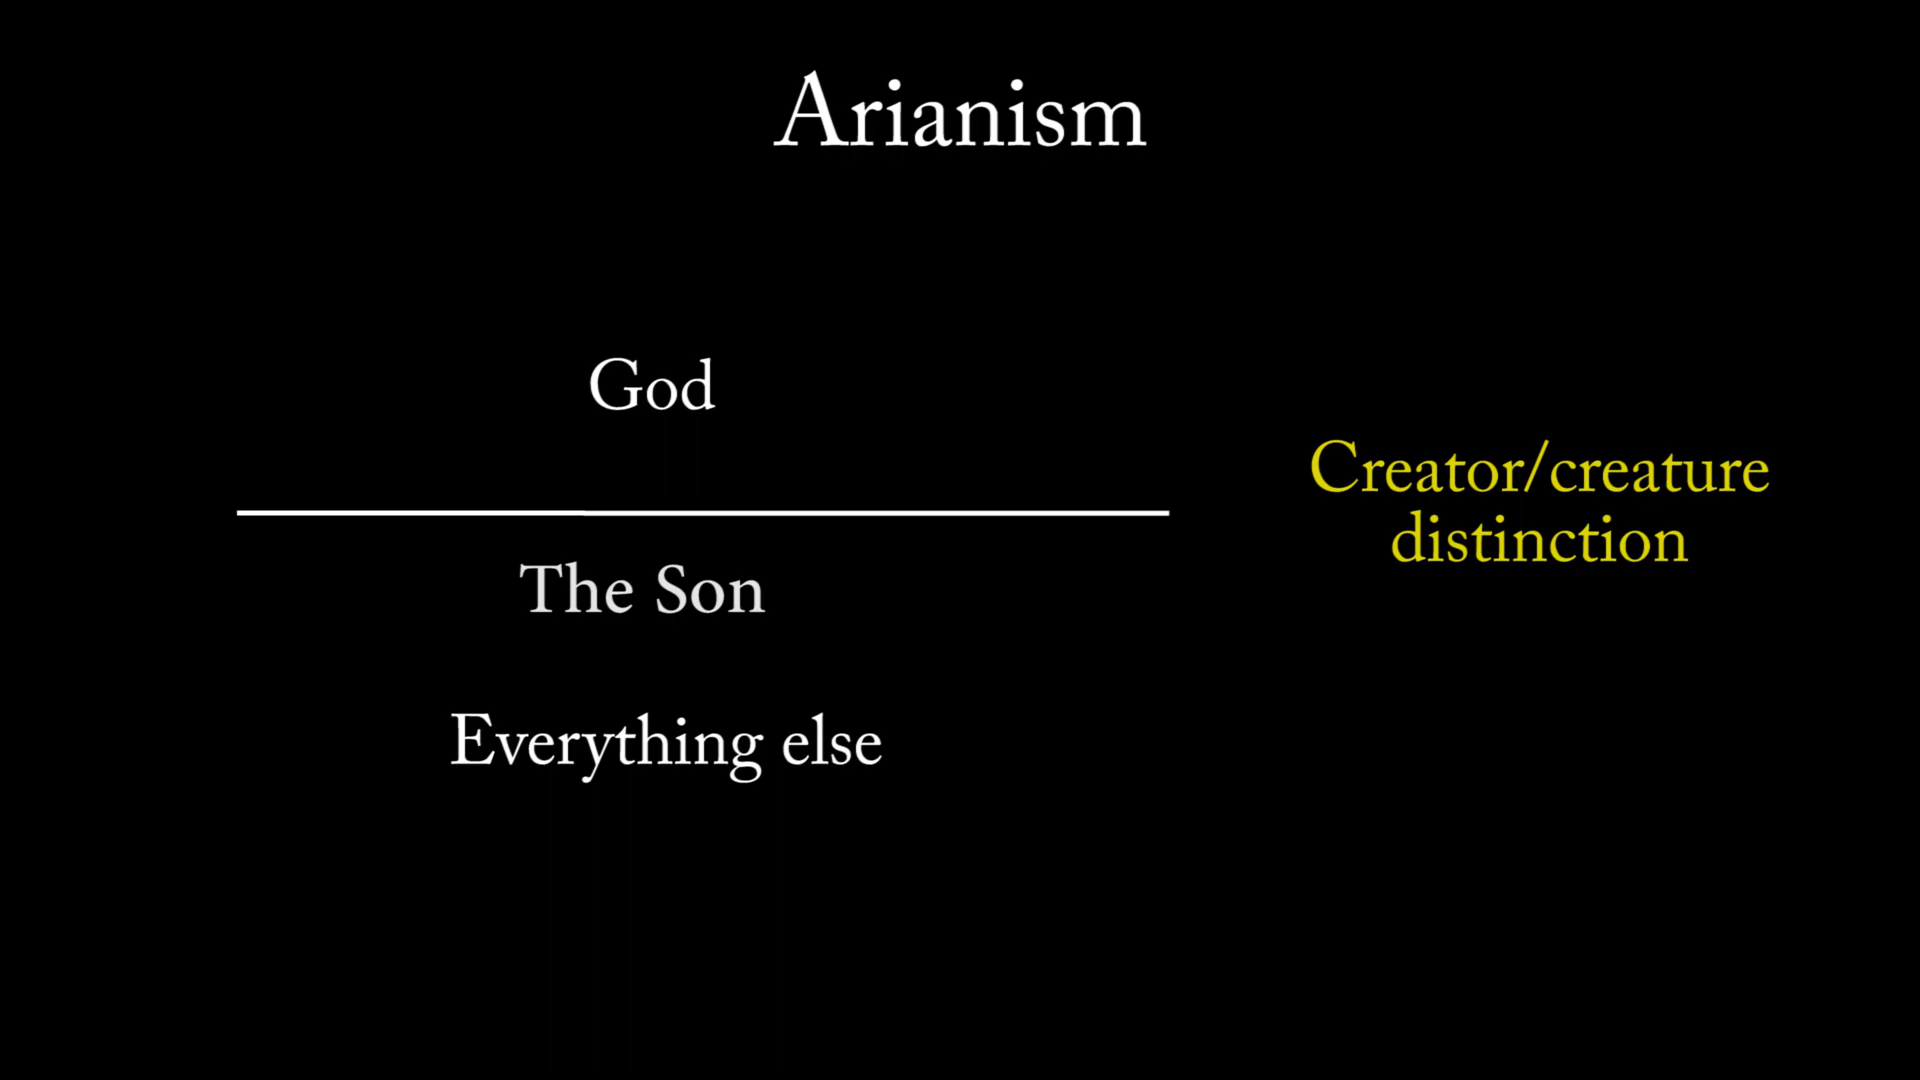 Arianism
God
Creator/creature
distinction
The Son
Everything else